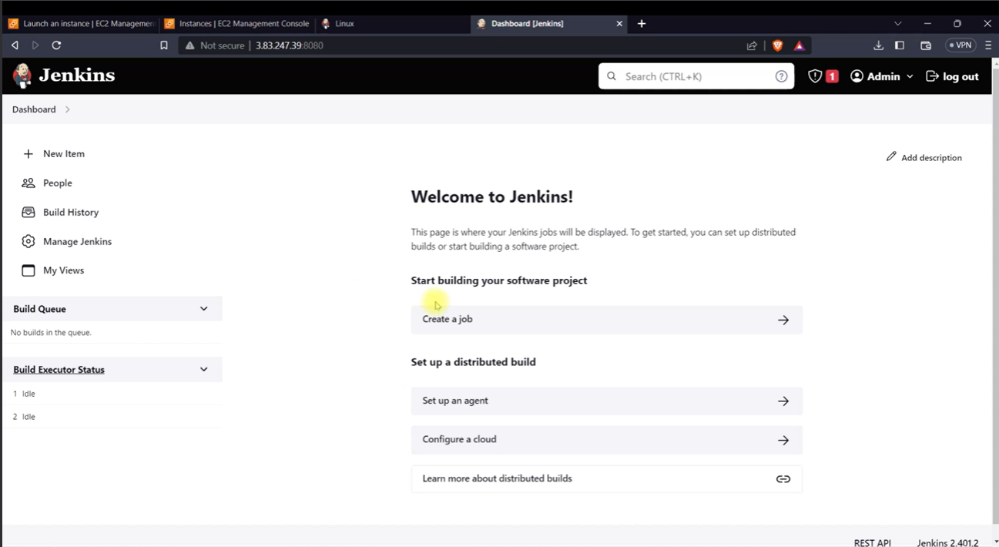 Launch an instance | EC2 Managemen
Instances | EC2 Management Console
Linux
Dashboard [Jenkins]
Not secure
3.83.247.39:8080
VPN
Jenkins
Search (CTRL+K)
1
Admin
log out
Dashboard
New Item
People
Build History
Manage Jenkins
My Views
Build Queue
No builds in the queue.
Build Executor Status
1 Idle
2 Idle
Add description
Welcome to Jenkins!
This page is where your Jenkins jobs will be displayed. To get started, you can set up distributed
builds or start building a software project.
Start building your software project
Create a job
Set up a distributed build
Set up an agent
Configure a cloud
Learn more about distributed builds
REST API
Jenkins 2.401.2